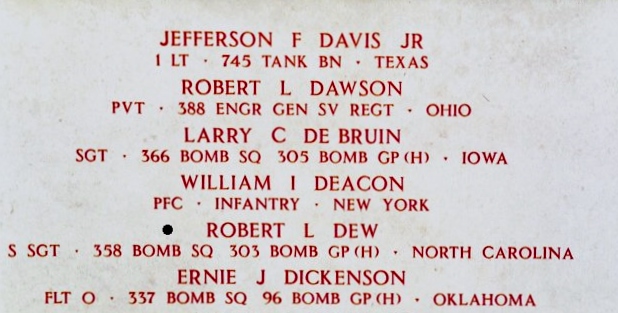 JEFFERSON F DAVIS JR
1 LT · 745 TANK BN · TEXAS
ROBERT L DAWSON
PVT · 388 ENGR GEN SV REGT · OHIO
LARRY C DE BRUIN
SGT · 366 BOMB SQ 305 BOMB GP (H) · IOWA
WILLIAM I DEACON
PFC · INFANTRY · NEW YORK
ROBERT L DEW
S SGT · 358 BOMB SQ 303 BOMB GP (H) · NORTH CAROLINA
ERNIE J DICKENSON
FLT O · 337 BOMB SQ 96 BOMB GP (H) · OKLAHOMA